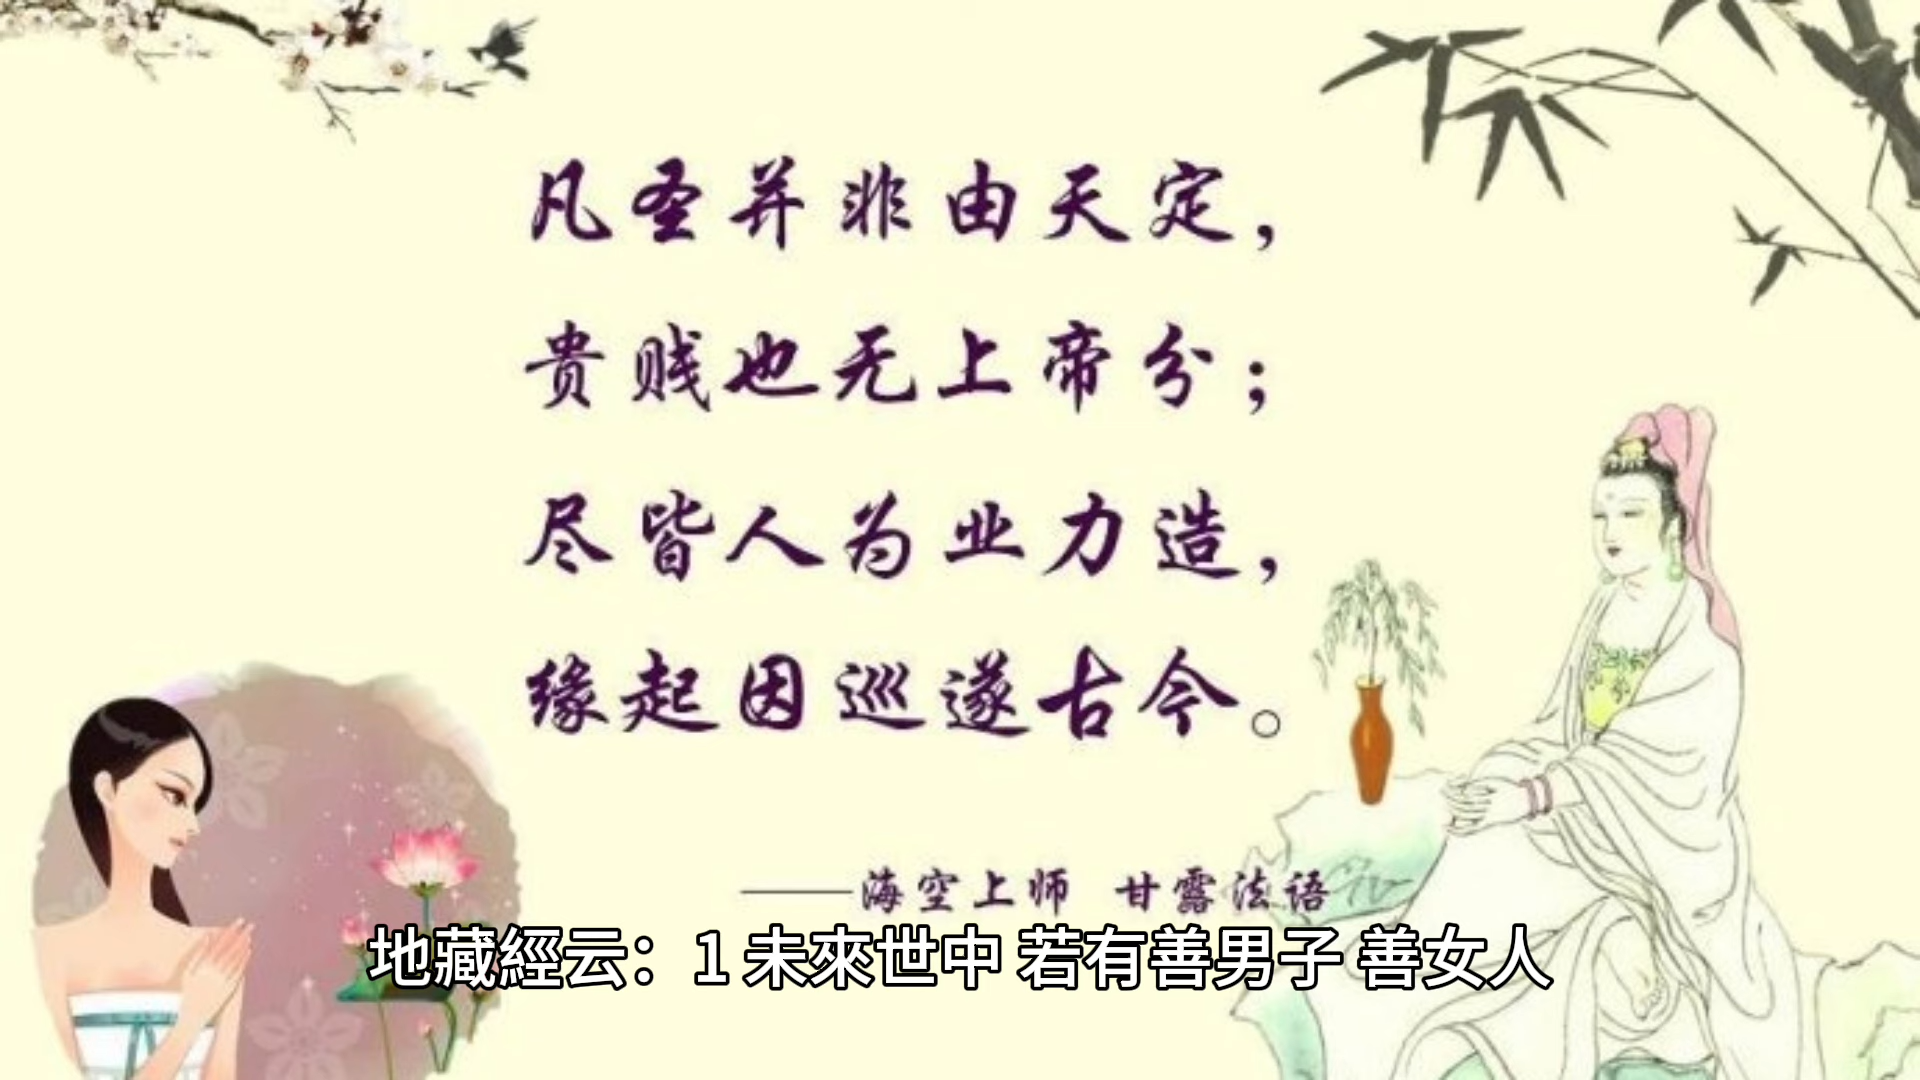 凡圣并非由天定，
贵贱也无上帝分；
尽皆人为业力造，
缘起因巡遂古今。
——海空上师 甘露法语
地藏經云：1 未來世中 若有善男子 善女人